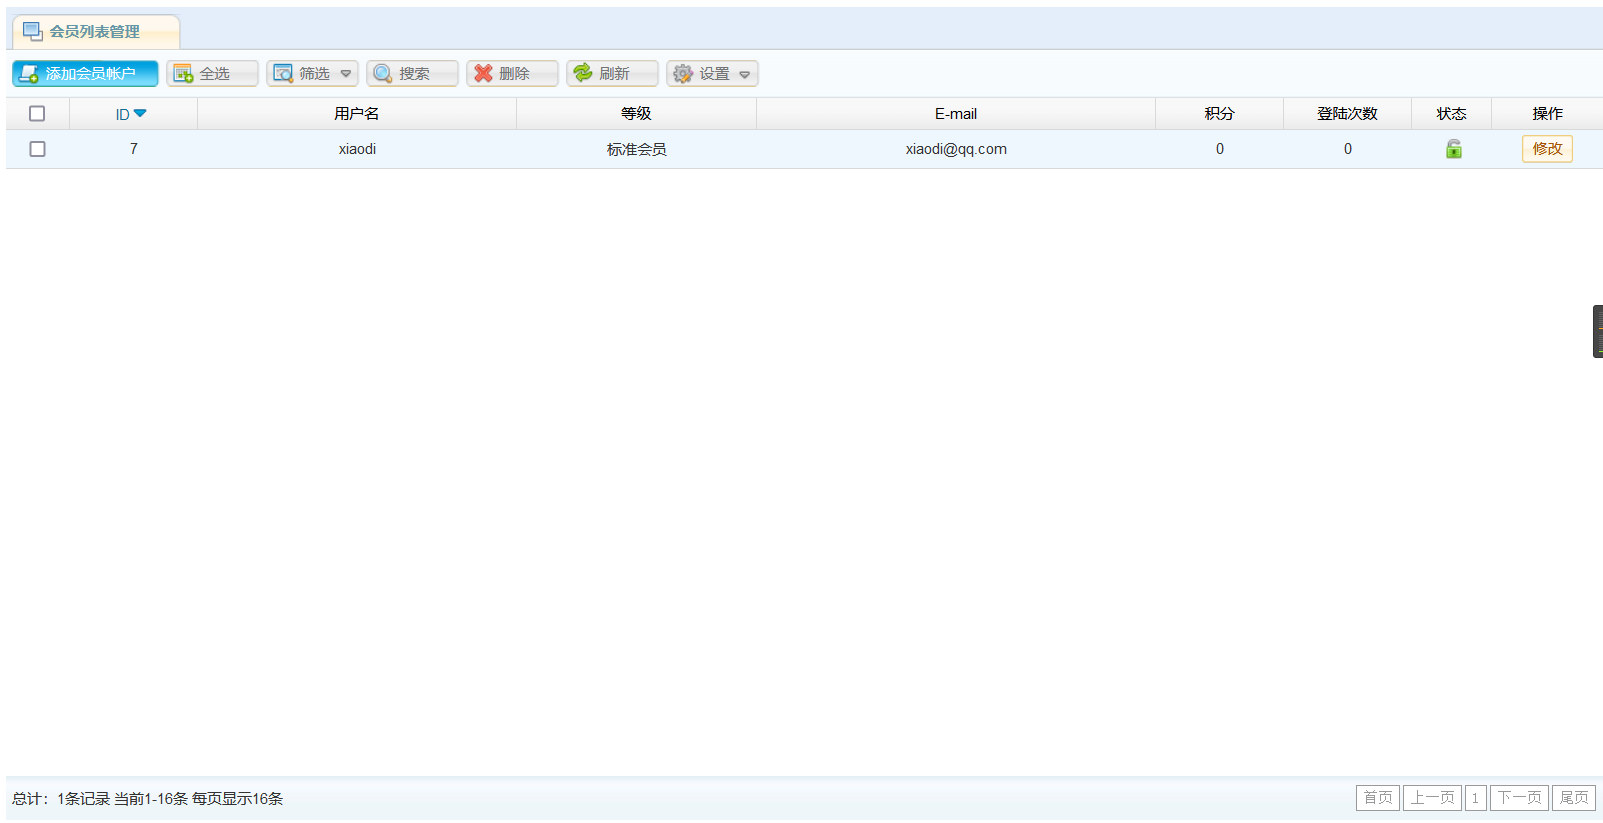 会员列表管理
添加会员帐户 全选 筛选 搜索 删除 刷新 设置
ID 用户名 等级 E-mail 积分 登陆次数 状态 操作
7 xiaodi 标准会员 xiaodi@qq.com 0 0 修改
总计：1条记录 当前1-16条 每页显示16条 首页 上一页 1 下一页 尾页